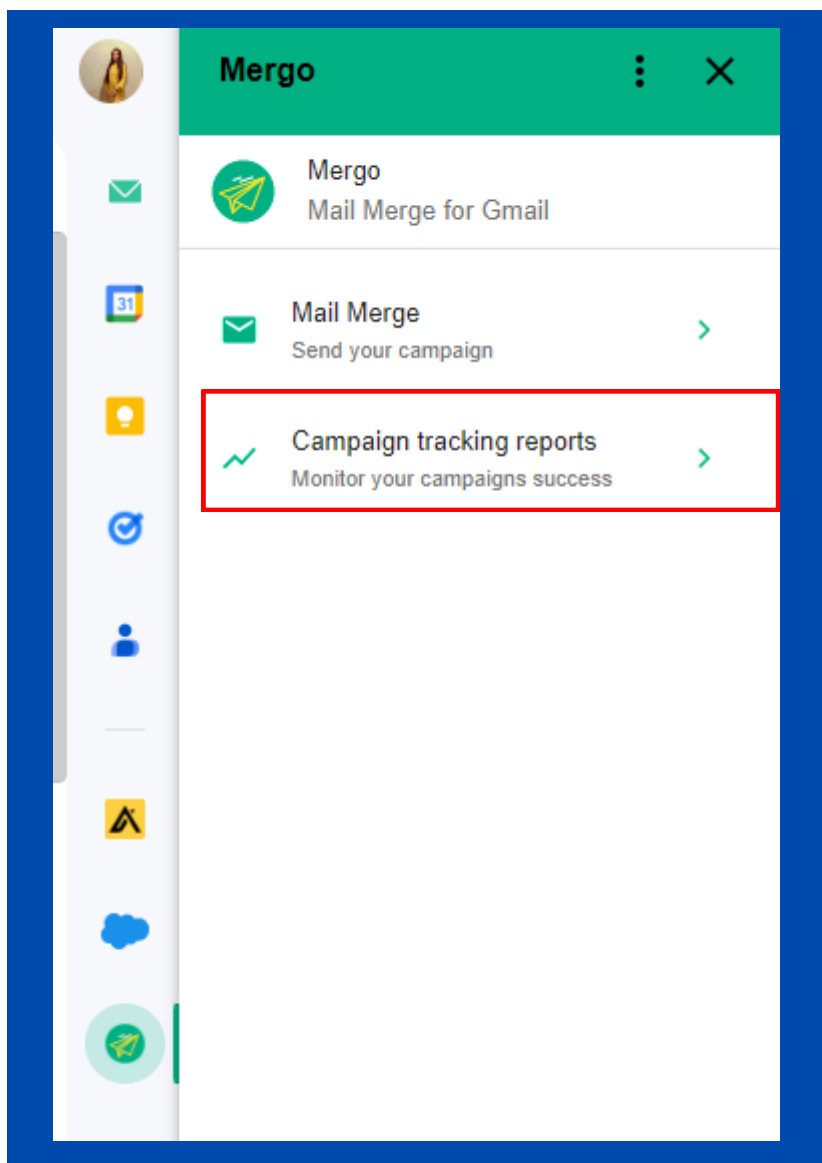 Mergo
Mergo
Mail Merge for Gmail
31
Mail Merge
Send your campaign
Campaign tracking reports
Monitor your campaigns success